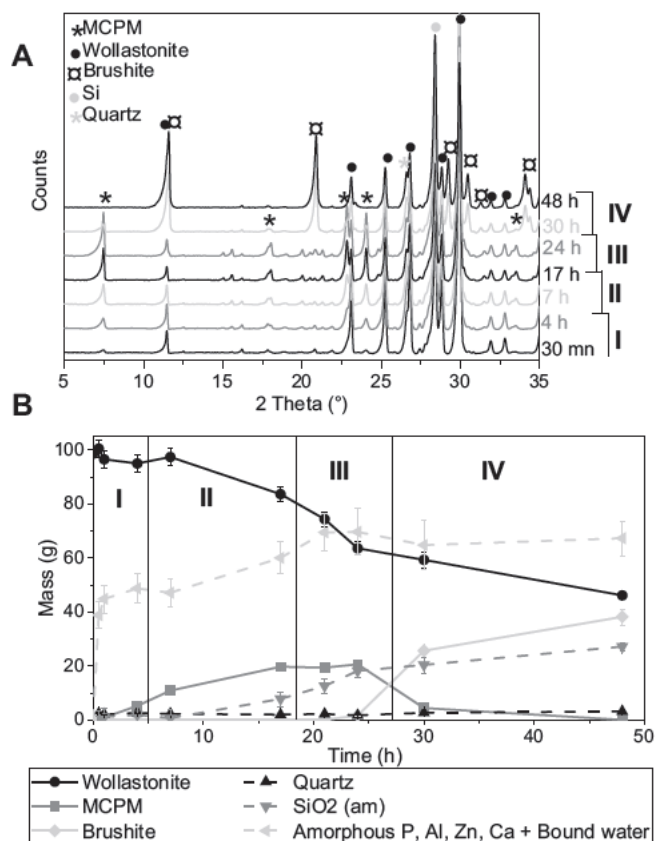 A
* MCPM
● Wollastonite
¤ Brushite
● Si
* Quartz
Counts
48 h
30 h
24 h
17 h
7 h
4 h
30 mn
IV
III
II
I
5 10 15 20 25 30 35
2 Theta (°)
B
I II III IV
Mass (g)
100
80
60
40
20
0
0 10 20 30 40 50
Time (h)
Wollastonite
MCPM
Brushite
Quartz
SiO2 (am)
Amorphous P, Al, Zn, Ca + Bound water